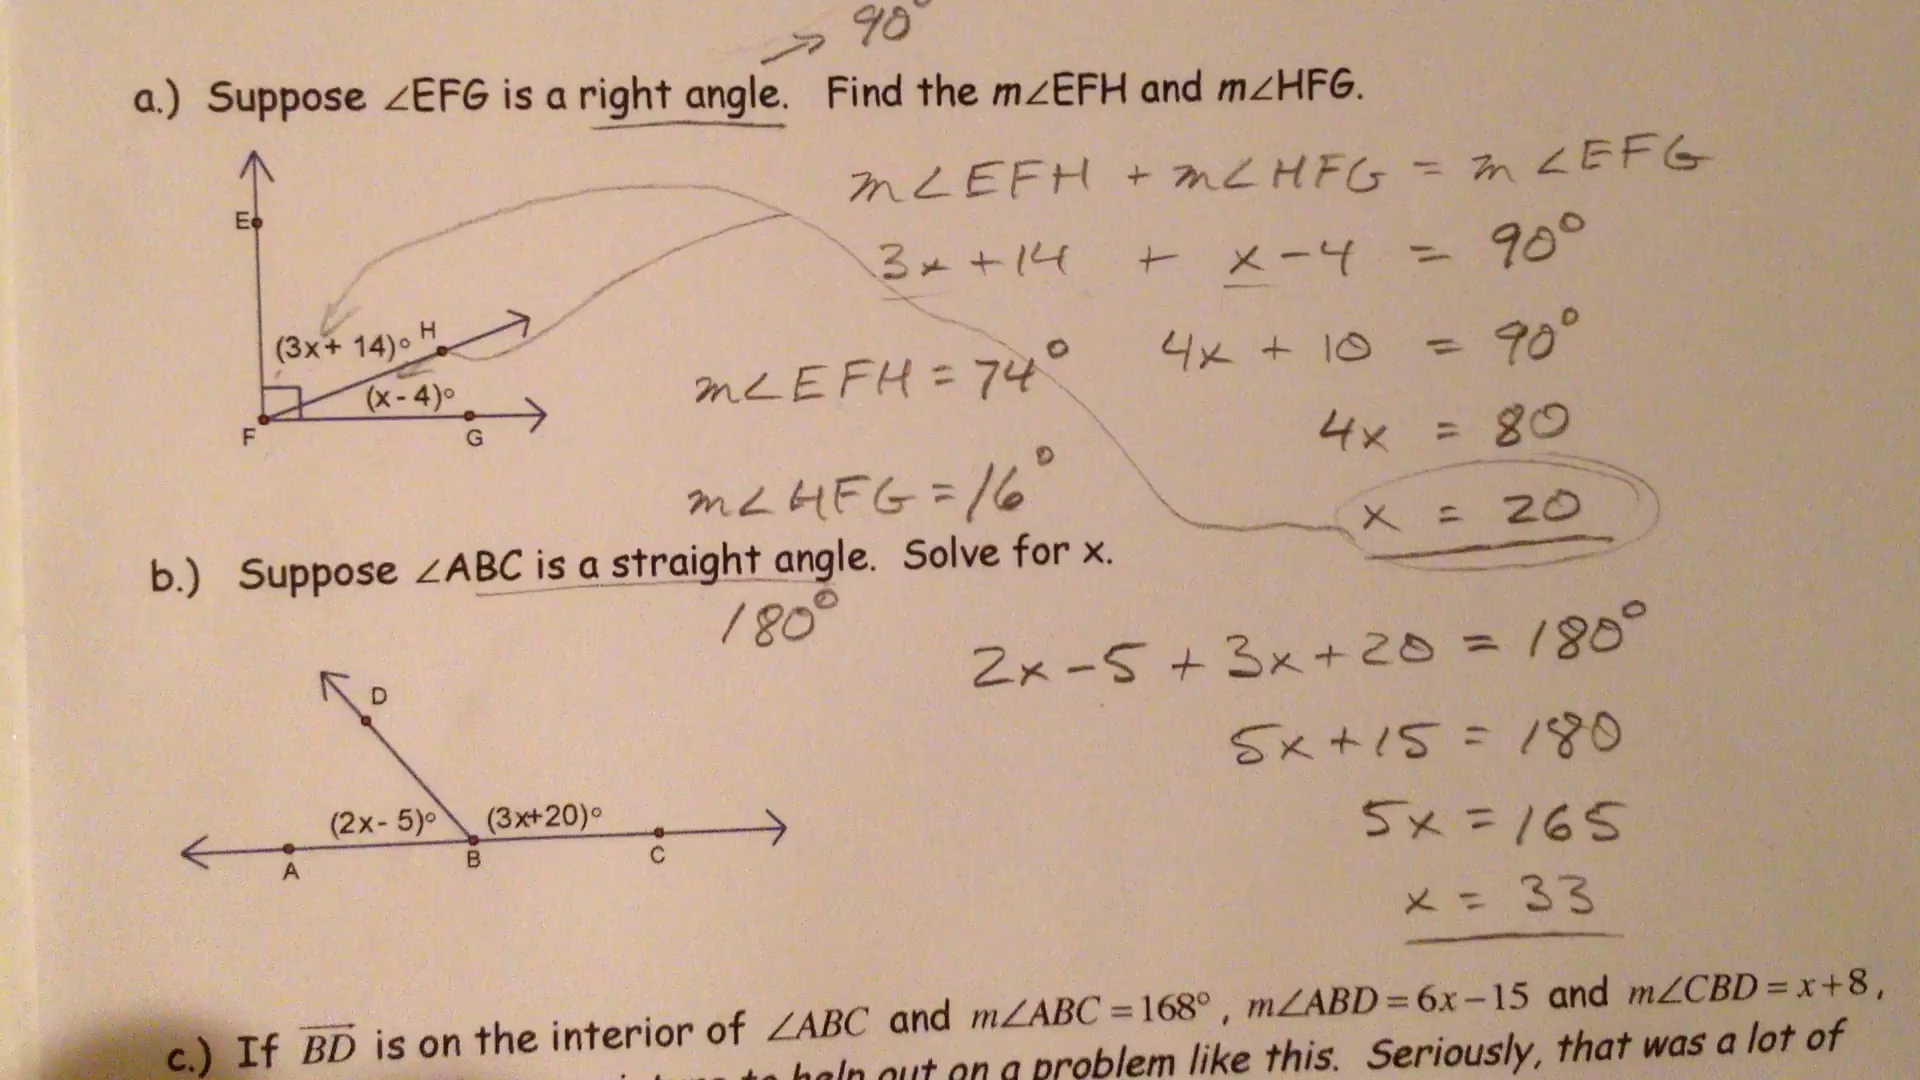 90°
a.) Suppose ∠EFG is a right angle. Find the m∠EFH and m∠HFG.
m∠EFH + m∠HFG = m∠EFG
E
3x+14 + x-4 = 90°
(3x+ 14)° H
4x + 10 = 90°
m∠EFH = 74°
(x- 4)°
F
G
4x = 80
m∠HFG = 16°
x = 20
b.) Suppose ∠ABC is a straight angle. Solve for x.
180°
2x-5 + 3x+20 = 180°
D
5x+15 = 180
(2x- 5)° (3x+20)°
5x = 165
A
B
C
x = 33
c.) If BD is on the interior of ∠ABC and m∠ABC = 168°, m∠ABD = 6x-15 and m∠CBD = x+8,
to help out on a problem like this. Seriously, that was a lot of